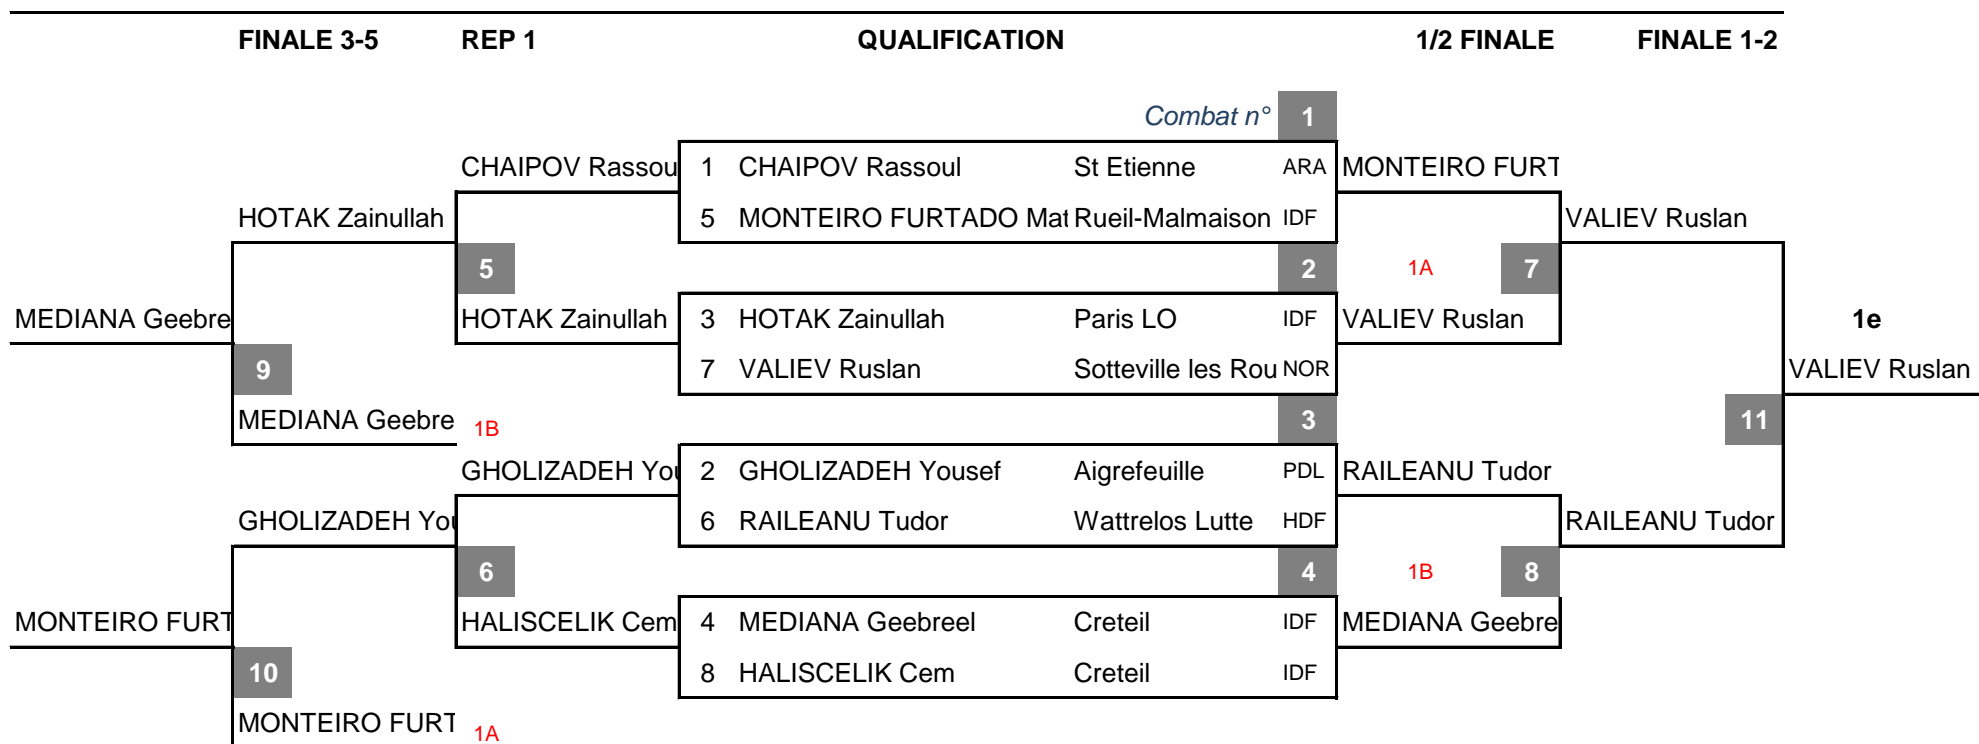 FINALE 3-5 REP 1 QUALIFICATION 1/2 FINALE FINALE 1-2
Combat n° 1
CHAIPOV Rassou 1 CHAIPOV Rassoul St Etienne ARA MONTEIRO FURT
HOTAK Zainullah 5 MONTEIRO FURTADO Mat Rueil-Malmaison IDF VALIEV Ruslan
5 2 1A 7
MEDIANA Geebre HOTAK Zainullah 3 HOTAK Zainullah Paris LO IDF VALIEV Ruslan 1e
9 7 VALIEV Ruslan Sotteville les Rou NOR VALIEV Ruslan
MEDIANA Geebre 1B 3 11
GHOLIZADEH You 2 GHOLIZADEH Yousef Aigrefeuille PDL RAILEANU Tudor
GHOLIZADEH You 6 RAILEANU Tudor Wattrelos Lutte HDF RAILEANU Tudor
6 4 1B 8
MONTEIRO FURT HALISCELIK Cem 4 MEDIANA Geebreel Creteil IDF MEDIANA Geebre
10 8 HALISCELIK Cem Creteil IDF
MONTEIRO FURT 1A